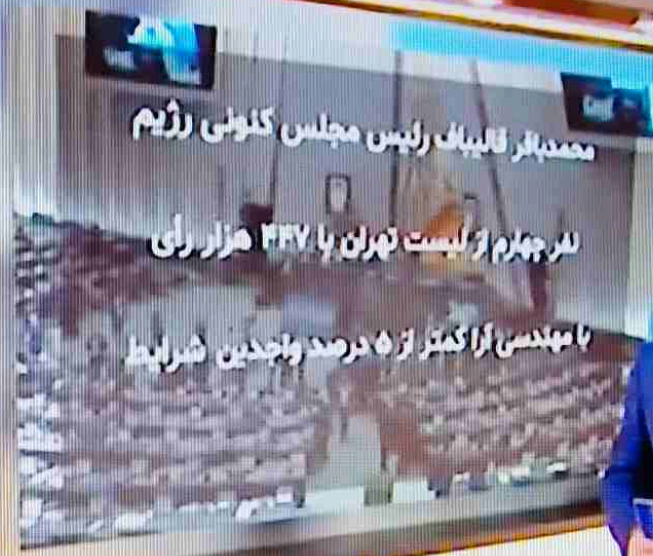 محمدباقر قالیباف رئیس مجلس کنونی رژیم
نفر چهارم از لیست تهران با ۴۴۷ هزار رأی
با مهندسی آرا کمتر از ۵ درصد واجدین شرایط